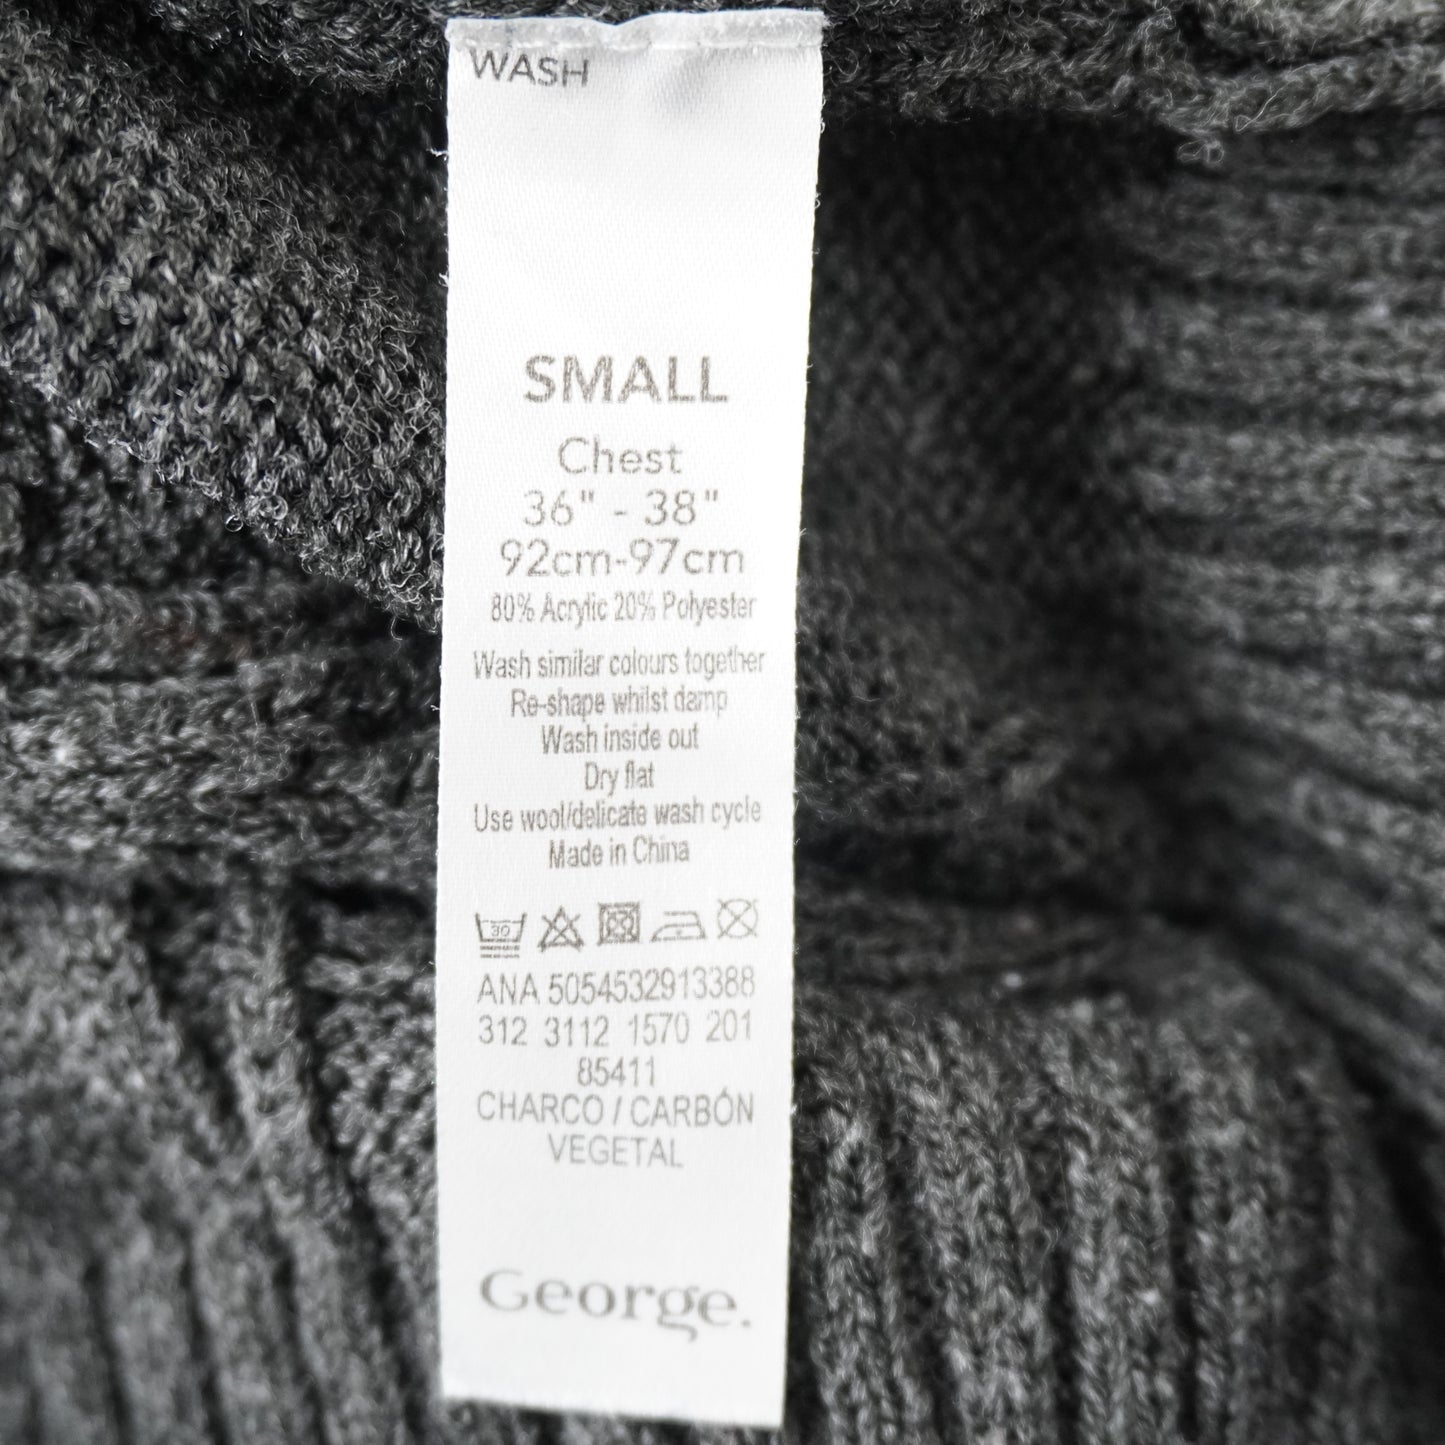 WASH
SMALL
Chest
36" - 38"
92cm-97cm
80% Acrylic 20% Polyester
Wash similar colours together
Re-shape whilst damp
Wash inside out
Dry flat
Use wool/delicate wash cycle
Made in China
30
ANA 5054532913388
312 3112 1570 201
85411
CHARCO / CARBÓN
VEGETAL
George.